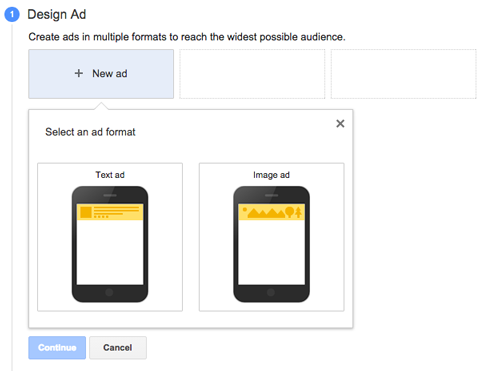 1 Design Ad
Create ads in multiple formats to reach the widest possible audience.
+ New ad
Select an ad format
Text ad
Image ad
Continue
Cancel